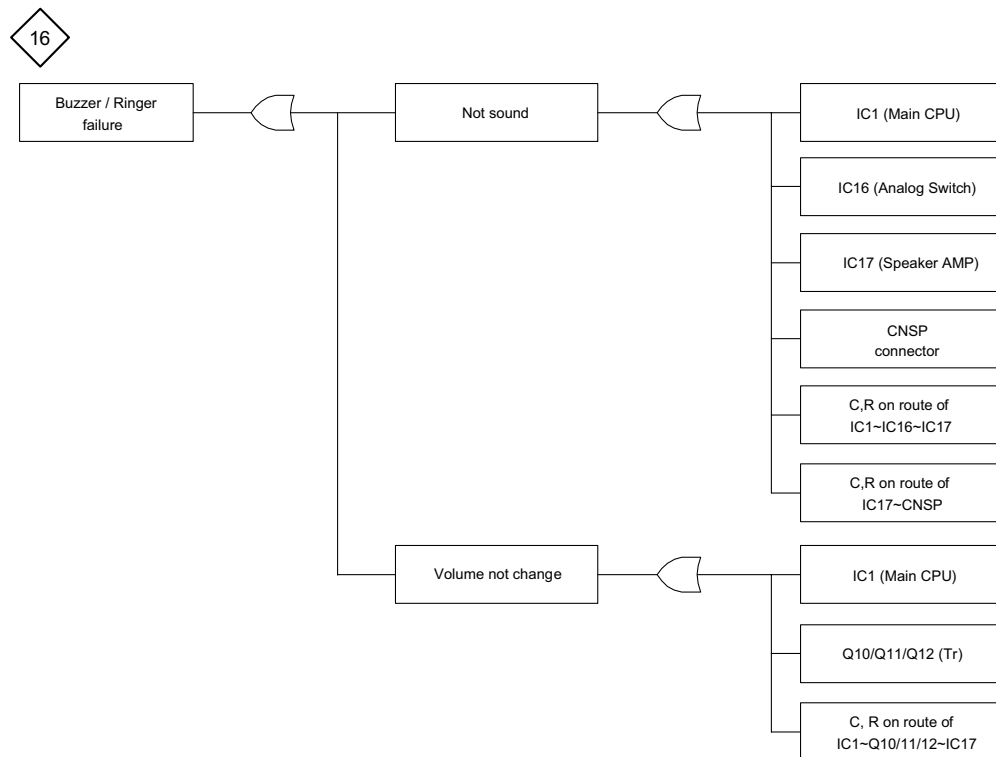 16
Buzzer / Ringer
failure
Not sound
IC1 (Main CPU)
IC16 (Analog Switch)
IC17 (Speaker AMP)
CNSP
connector
C,R on route of
IC1~IC16~IC17
C,R on route of
IC17~CNSP
Volume not change
IC1 (Main CPU)
Q10/Q11/Q12 (Tr)
C, R on route of
IC1~Q10/11/12~IC17